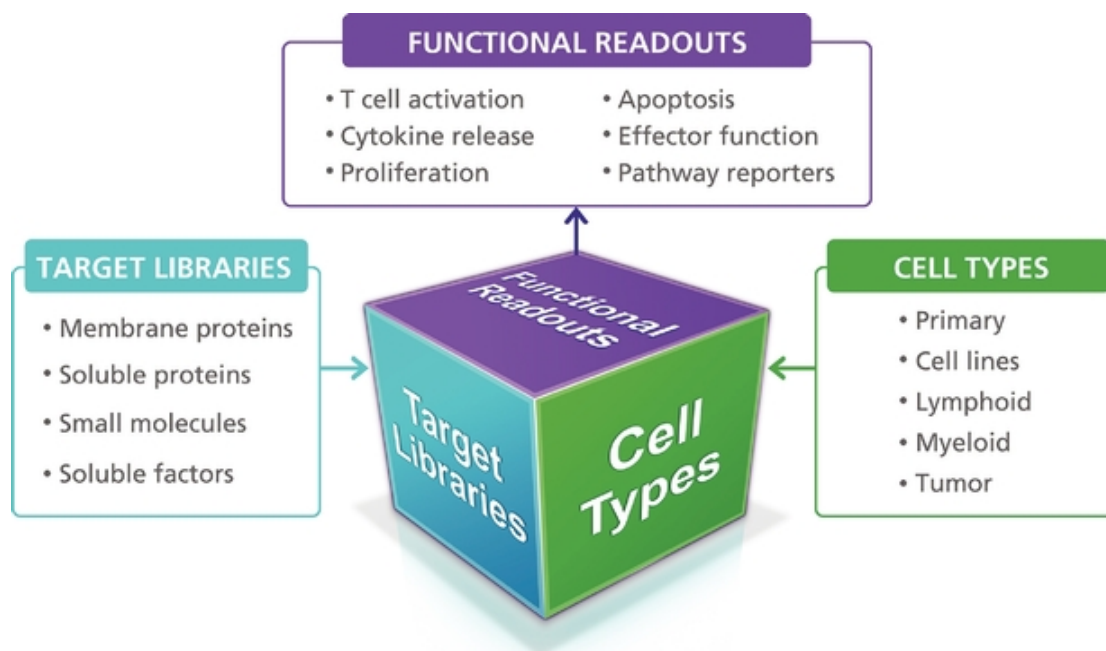 FUNCTIONAL READOUTS
• T cell activation
• Cytokine release
• Proliferation
• Apoptosis
• Effector function
• Pathway reporters
TARGET LIBRARIES
• Membrane proteins
• Soluble proteins
• Small molecules
• Soluble factors
Functional
Readouts
Target
Libraries
Cell
Types
CELL TYPES
• Primary
• Cell lines
• Lymphoid
• Myeloid
• Tumor